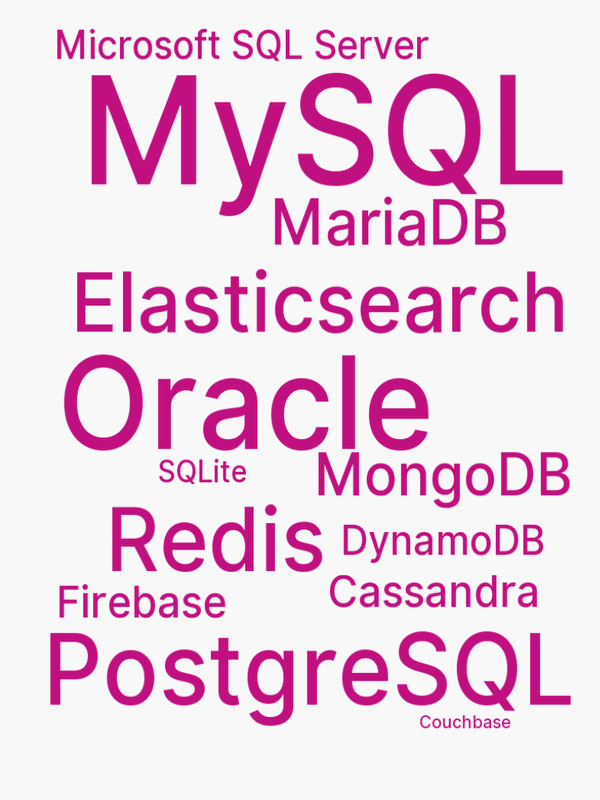 Microsoft SQL Server
MySQL
MariaDB
Elasticsearch
Oracle
SQLite
MongoDB
Redis
DynamoDB
Firebase
Cassandra
PostgreSQL
Couchbase